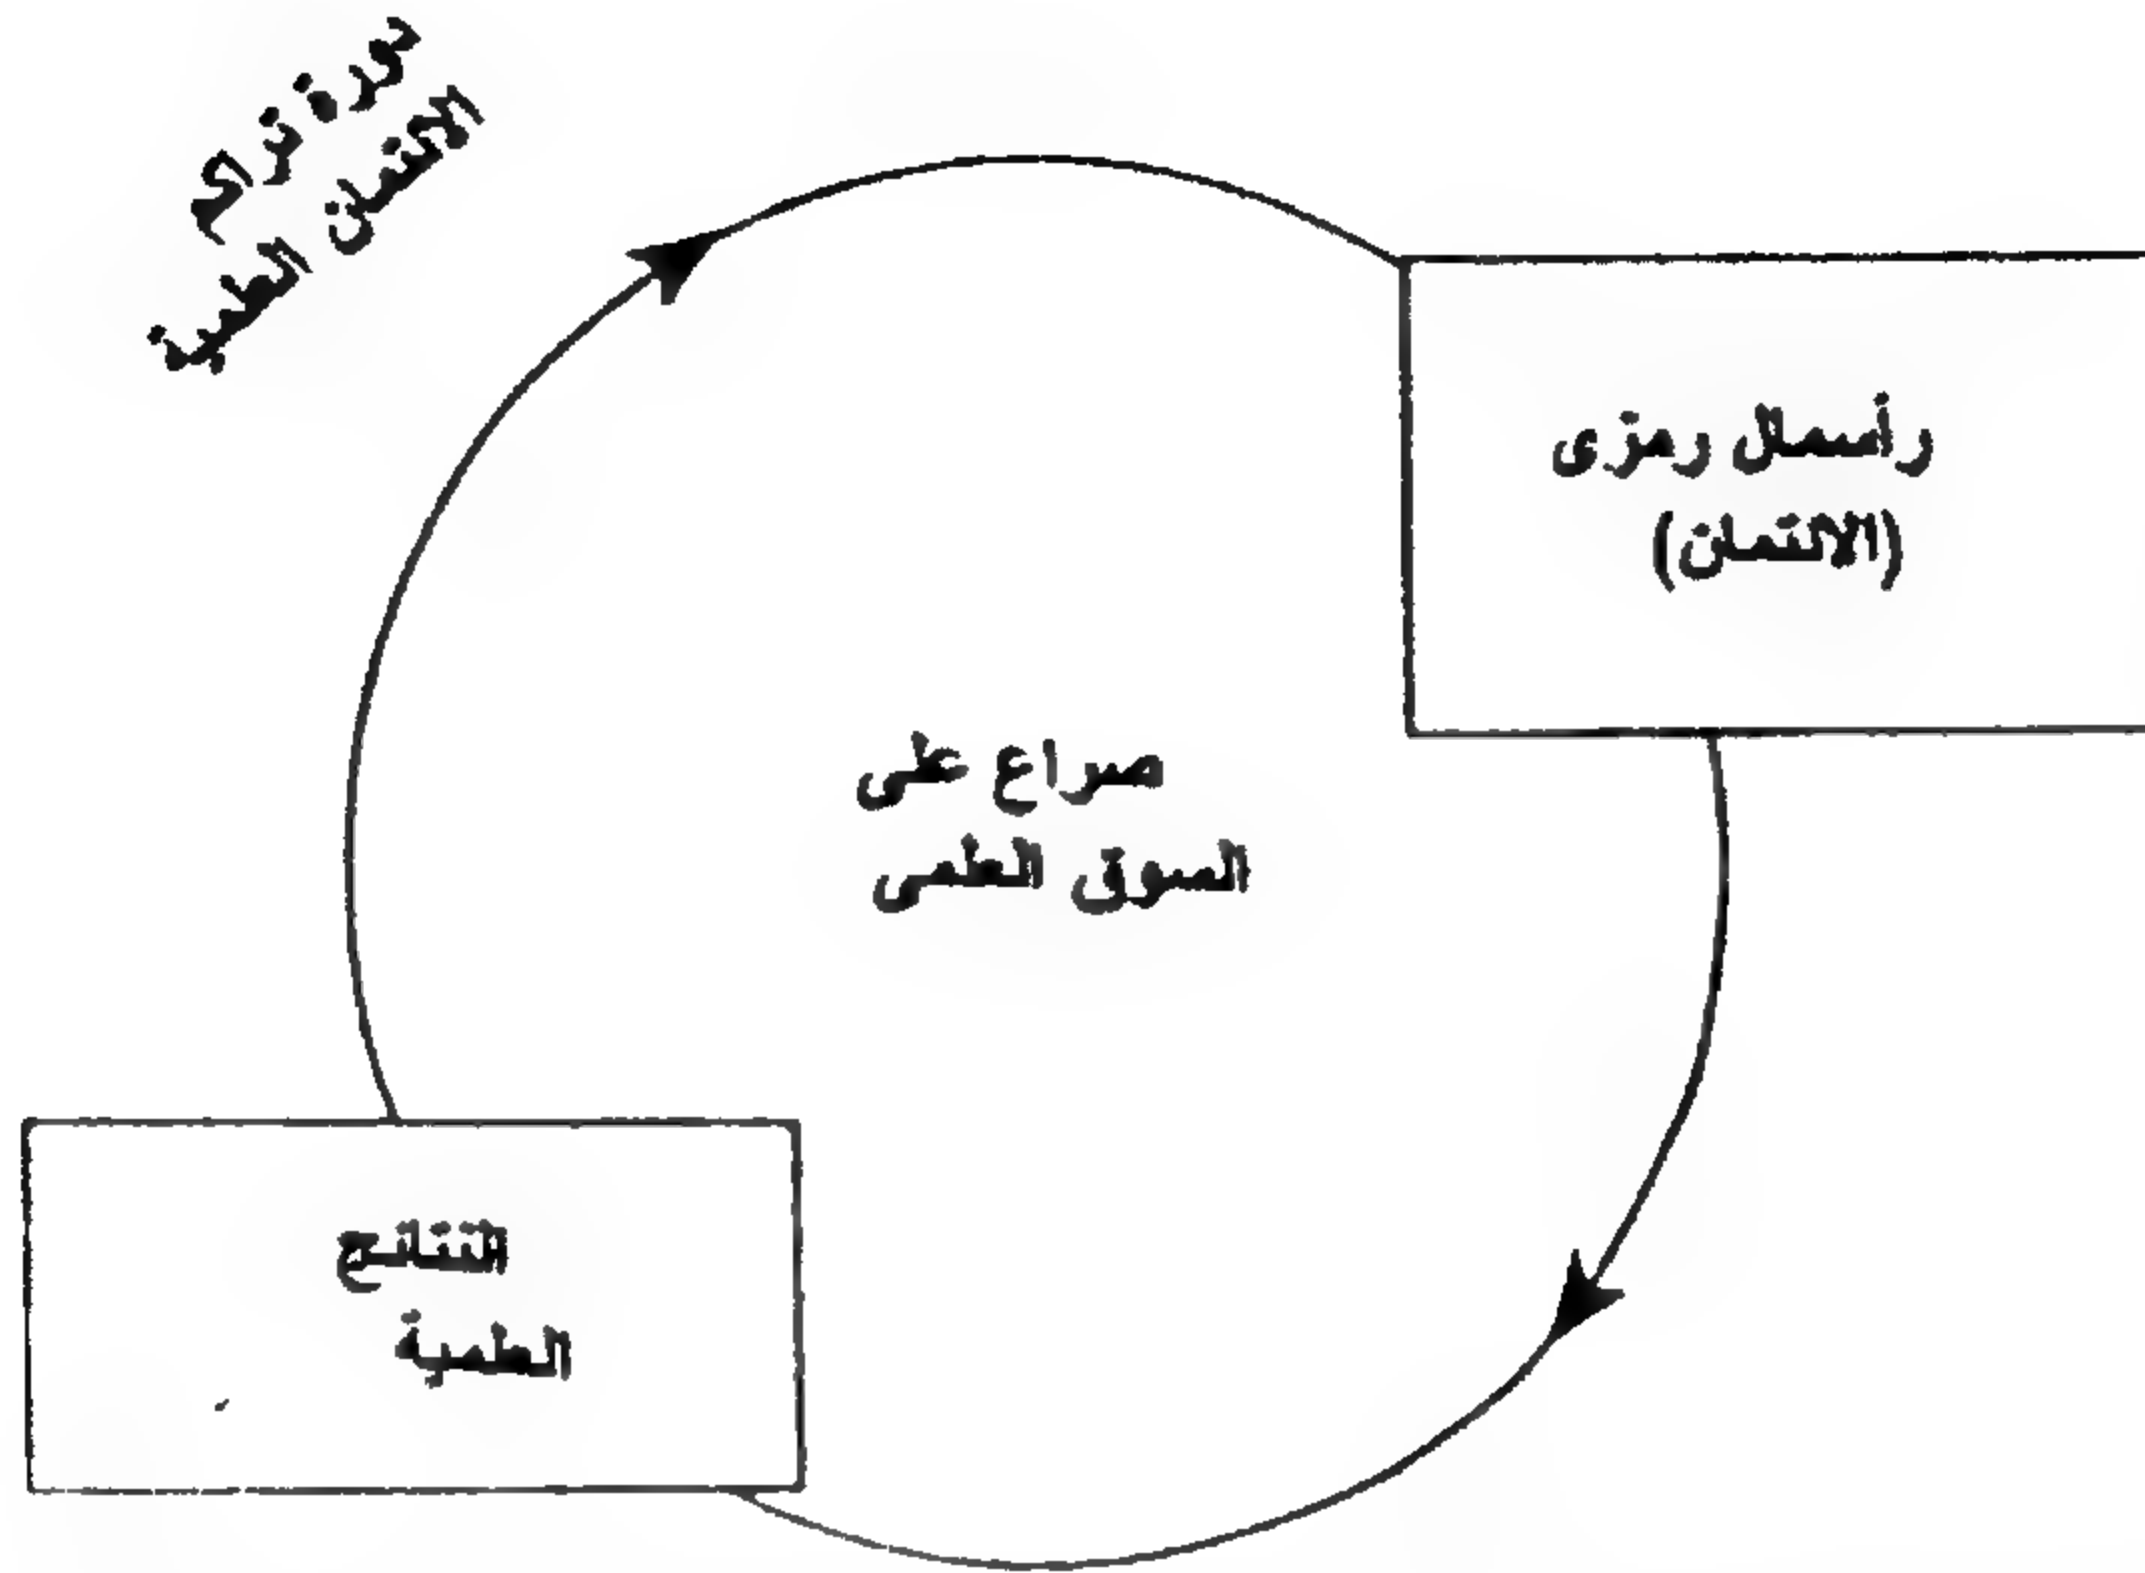 دورة تراكم
الائتمان العلمية
رأسمال رمزى
(الائتمان)
صراع على
السوق العلمى
النتائج
العلمية